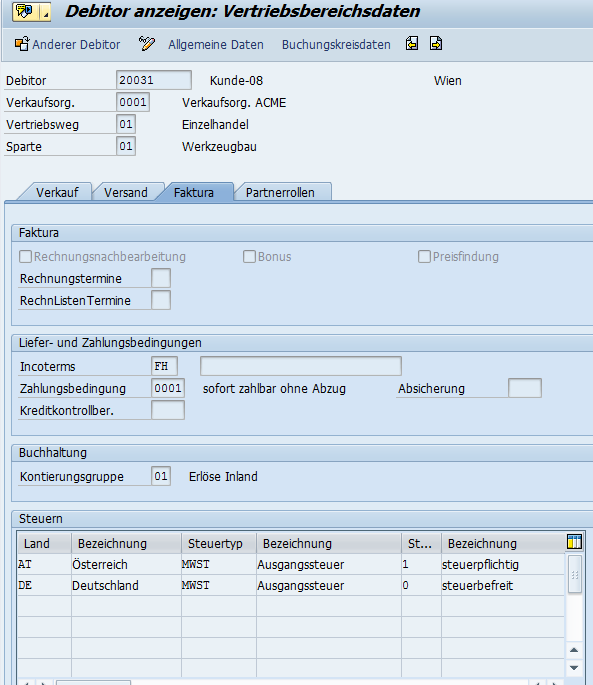 Debitor anzeigen: Vertriebsbereichsdaten
Anderer Debitor Allgemeine Daten Buchungskreisdaten
Debitor 20031 Kunde-08 Wien
Verkaufsorg. 0001 Verkaufsorg. ACME
Vertriebsweg 01 Einzelhandel
Sparte 01 Werkzeugbau
Verkauf Versand Faktura Partnerrollen
Faktura
Rechnungsnachbearbeitung Bonus Preisfindung
Rechnungstermine
RechnListenTermine
Liefer- und Zahlungsbedingungen
Incoterms FH
Zahlungsbedingung 0001 sofort zahlbar ohne Abzug Absicherung
Kreditkontrollber.
Buchhaltung
Kontierungsgruppe 01 Erlöse Inland
Steuern
Land Bezeichnung Steuertyp Bezeichnung St... Bezeichnung
AT Österreich MWST Ausgangssteuer 1 steuerpflichtig
DE Deutschland MWST Ausgangssteuer 0 steuerbefreit